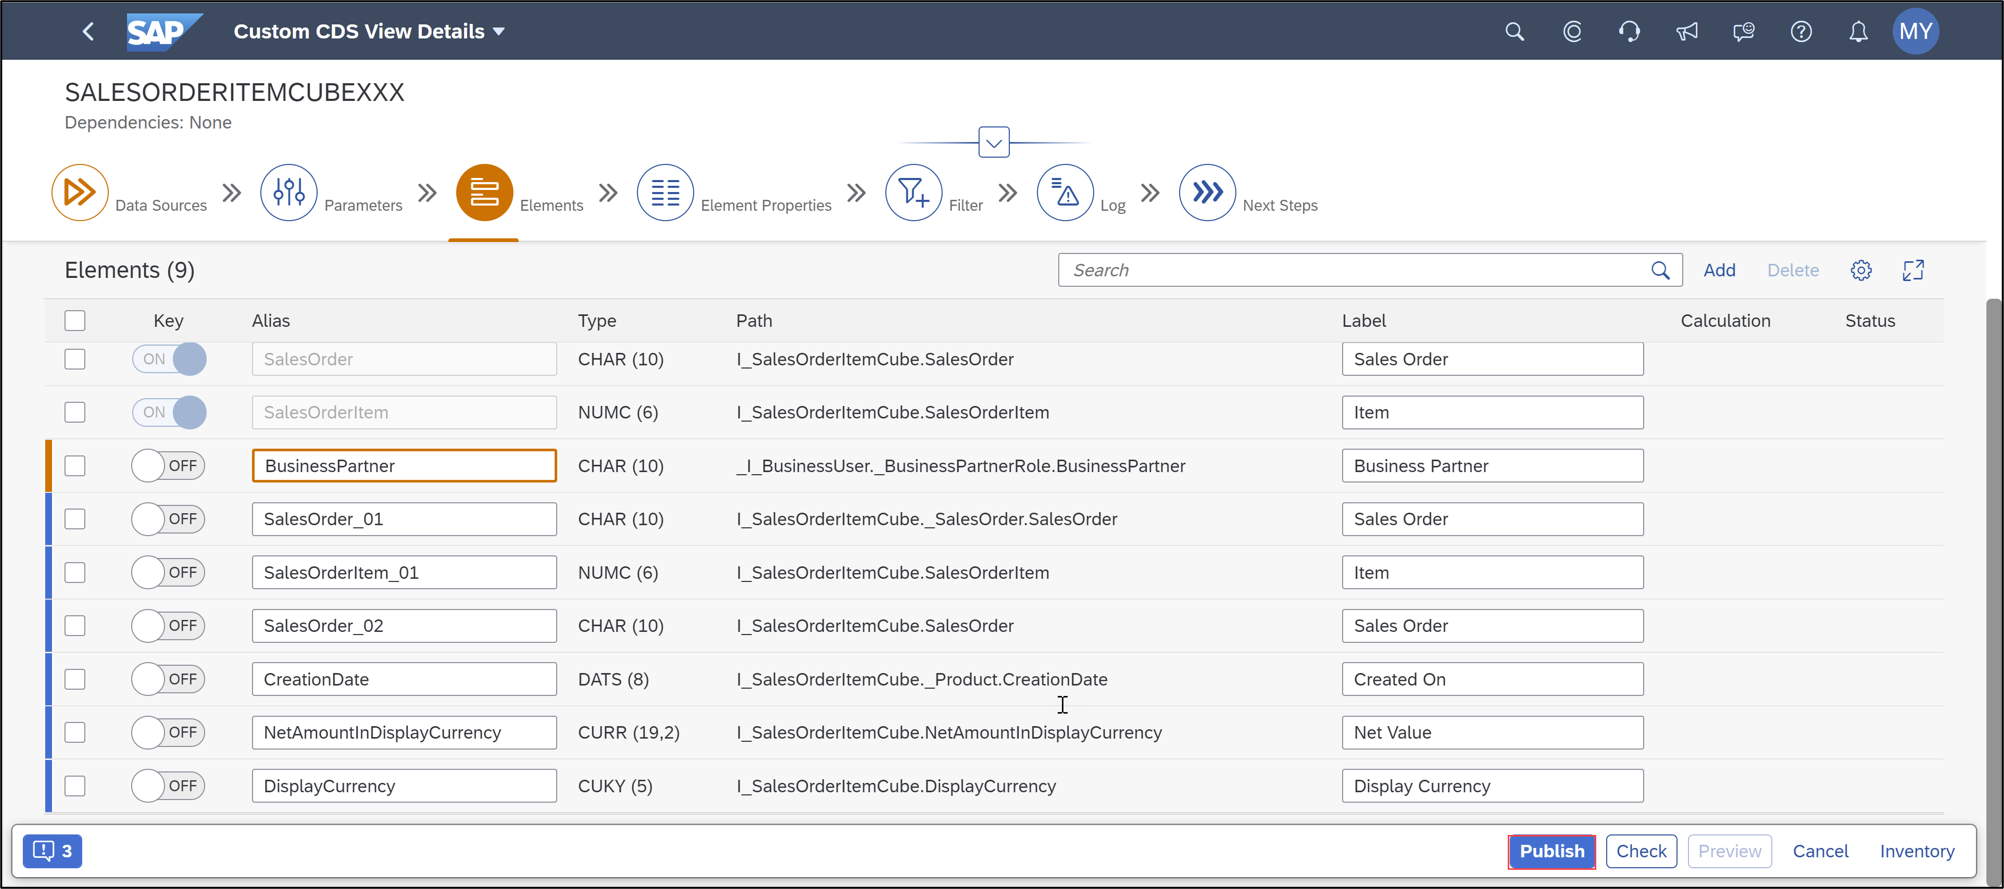 SAP Custom CDS View Details MY
SALESORDERITEMCUBEXXX
Dependencies: None
Data Sources Parameters Elements Element Properties Filter Log Next Steps
Elements (9) Search Add Delete
Key Alias Type Path Label Calculation Status
ON SalesOrder CHAR (10) I_SalesOrderItemCube.SalesOrder Sales Order
ON SalesOrderItem NUMC (6) I_SalesOrderItemCube.SalesOrderItem Item
OFF BusinessPartner CHAR (10) _I_BusinessUser._BusinessPartnerRole.BusinessPartner Business Partner
OFF SalesOrder_01 CHAR (10) I_SalesOrderItemCube._SalesOrder.SalesOrder Sales Order
OFF SalesOrderItem_01 NUMC (6) I_SalesOrderItemCube.SalesOrderItem Item
OFF SalesOrder_02 CHAR (10) I_SalesOrderItemCube.SalesOrder Sales Order
OFF CreationDate DATS (8) I_SalesOrderItemCube._Product.CreationDate Created On
OFF NetAmountInDisplayCurrency CURR (19,2) I_SalesOrderItemCube.NetAmountInDisplayCurrency Net Value
OFF DisplayCurrency CUKY (5) I_SalesOrderItemCube.DisplayCurrency Display Currency
3 Publish Check Preview Cancel Inventory